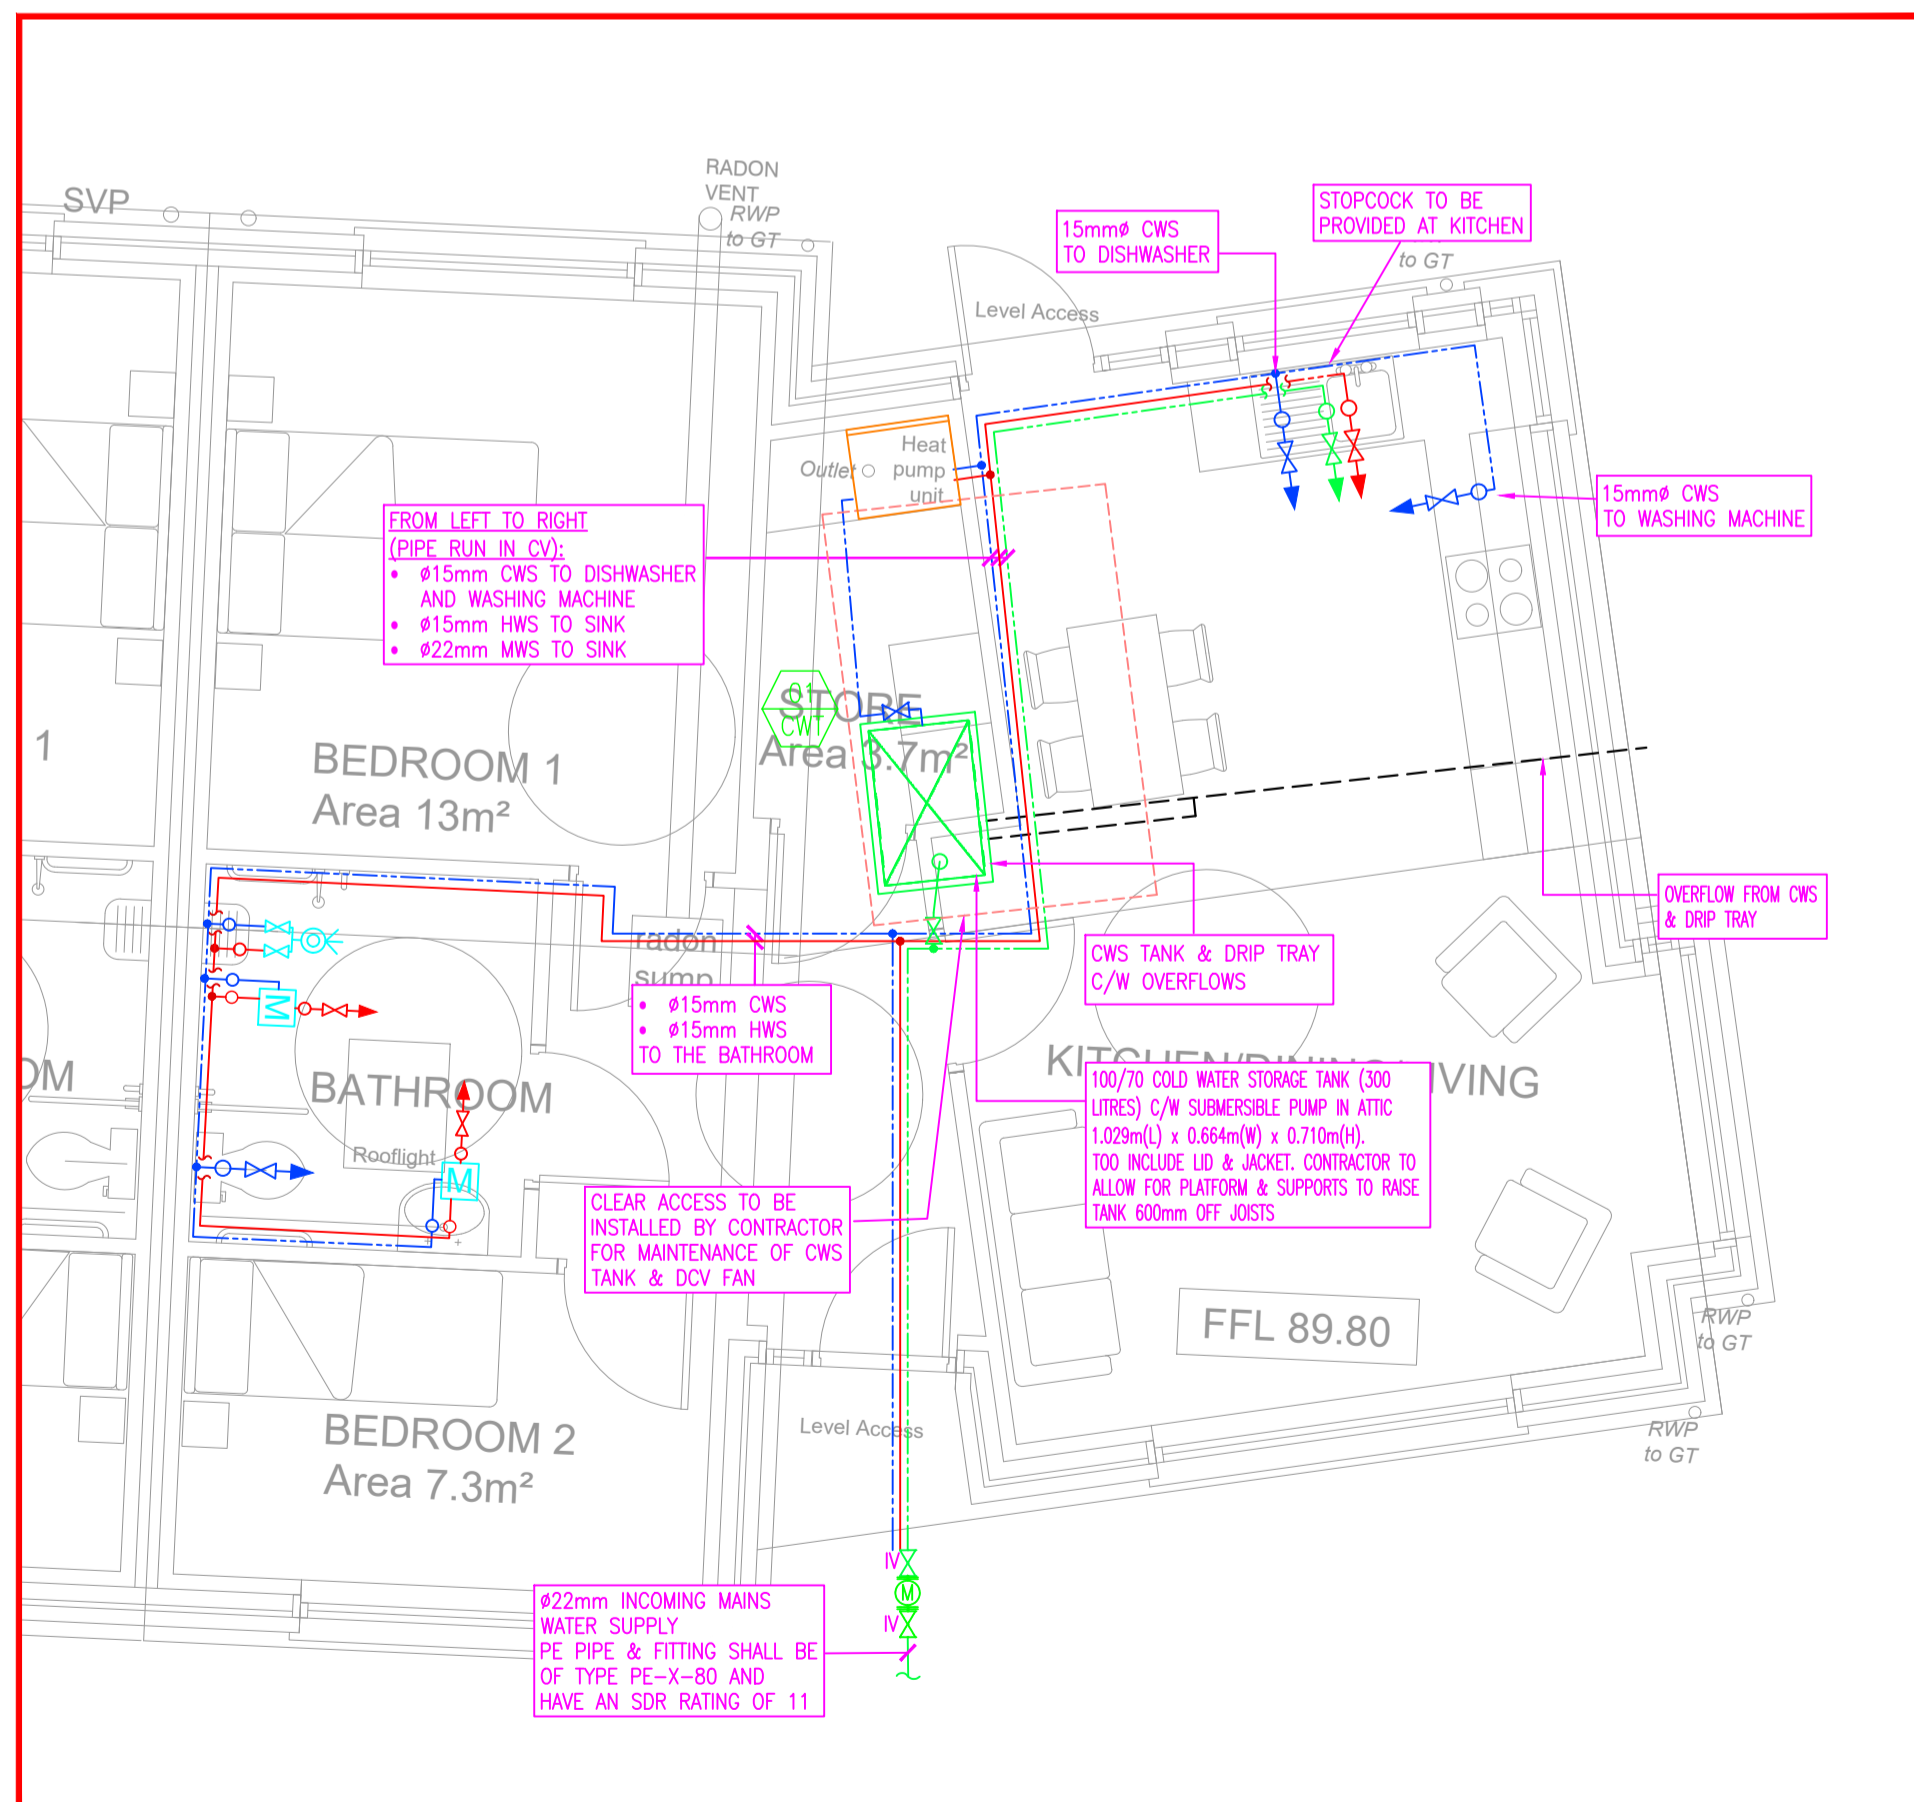 SVP
RADON
VENT
RWP
to GT
15mmø CWS
TO DISHWASHER
STOPCOCK TO BE
PROVIDED AT KITCHEN
to GT
Level Access
Heat
pump
unit
Outlet
15mmø CWS
TO WASHING MACHINE
FROM LEFT TO RIGHT
(PIPE RUN IN CV):
• ø15mm CWS TO DISHWASHER
AND WASHING MACHINE
• ø15mm HWS TO SINK
• ø22mm MWS TO SINK
01
CWT
STORE
Area 3.7m²
1
BEDROOM 1
Area 13m²
OVERFLOW FROM CWS
& DRIP TRAY
radon
sump
CWS TANK & DRIP TRAY
C/W OVERFLOWS
• ø15mm CWS
• ø15mm HWS
TO THE BATHROOM
M
KITCHEN/DINING/LIVING
100/70 COLD WATER STORAGE TANK (300
LITRES) C/W SUBMERSIBLE PUMP IN ATTIC
1.029m(L) x 0.664m(W) x 0.710m(H).
TOO INCLUDE LID & JACKET. CONTRACTOR TO
ALLOW FOR PLATFORM & SUPPORTS TO RAISE
TANK 600mm OFF JOISTS
OM
BATHROOM
Rooflight
M
CLEAR ACCESS TO BE
INSTALLED BY CONTRACTOR
FOR MAINTENANCE OF CWS
TANK & DCV FAN
FFL 89.80
RWP
to GT
BEDROOM 2
Area 7.3m²
Level Access
RWP
to GT
IV
M
IV
ø22mm INCOMING MAINS
WATER SUPPLY
PE PIPE & FITTING SHALL BE
OF TYPE PE-X-80 AND
HAVE AN SDR RATING OF 11